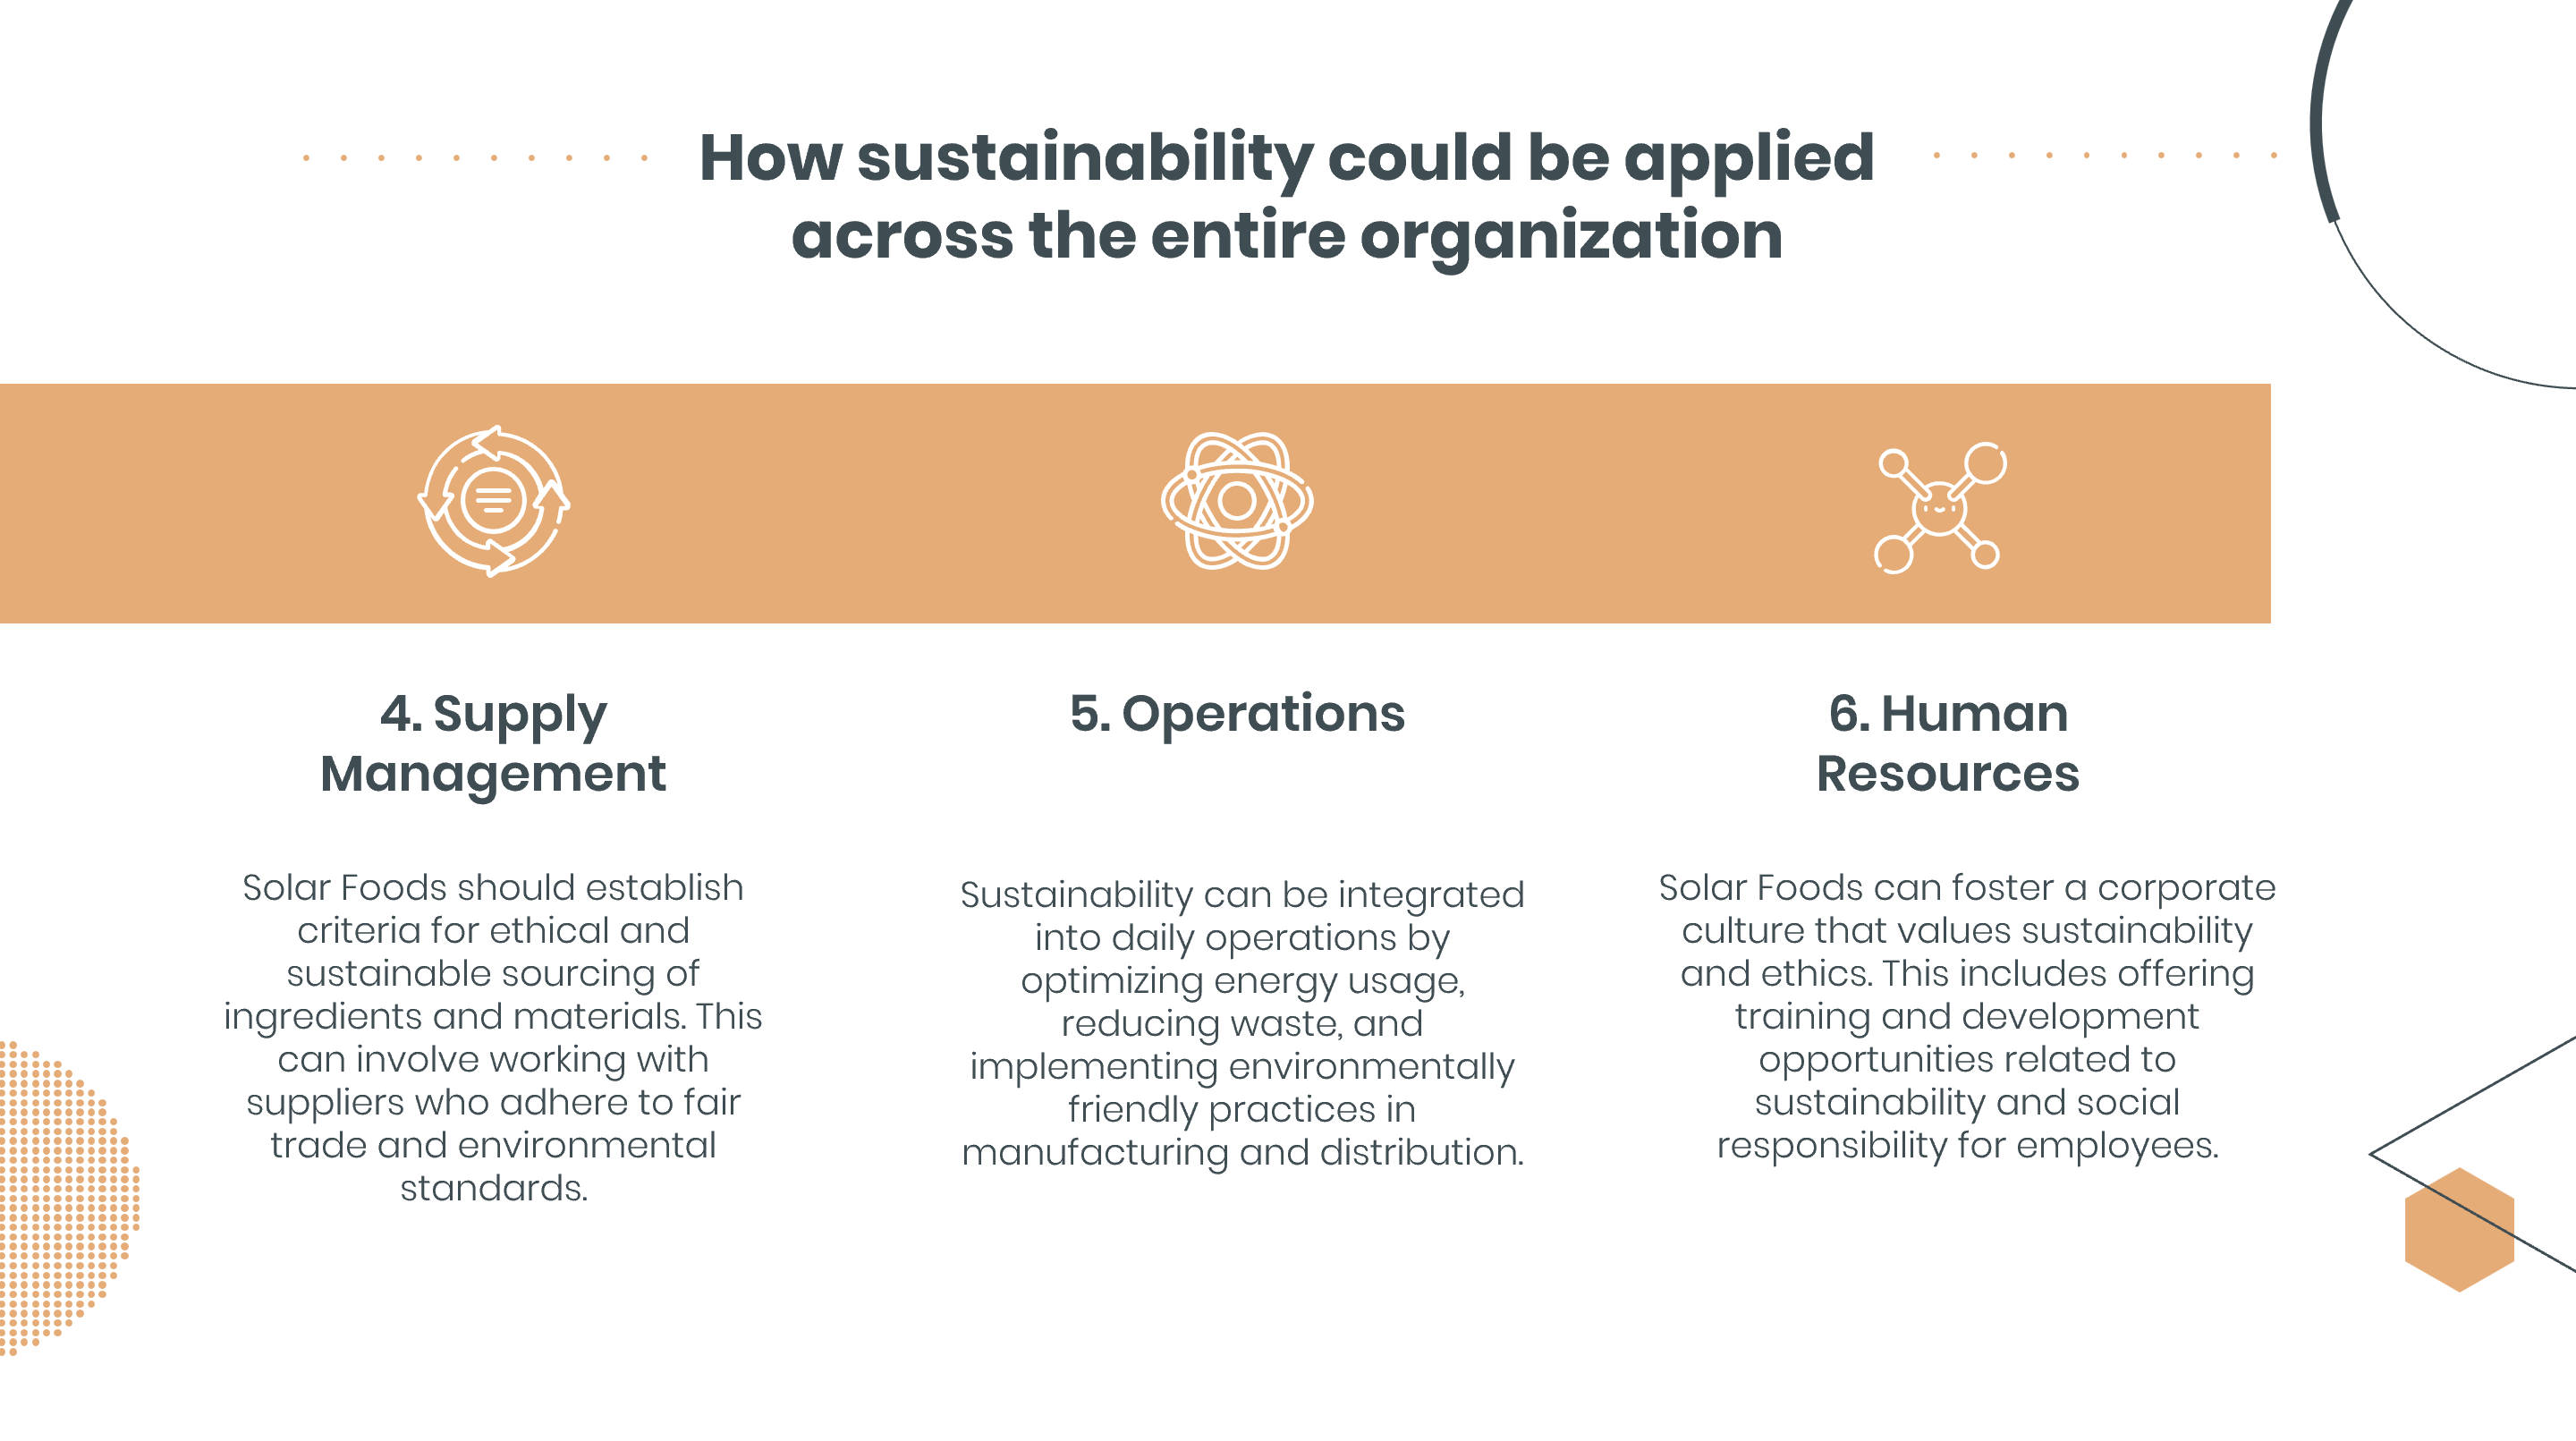 How sustainability could be applied
across the entire organization
4. Supply
Management
Solar Foods should establish
criteria for ethical and
sustainable sourcing of
ingredients and materials. This
can involve working with
suppliers who adhere to fair
trade and environmental
standards.
5. Operations
Sustainability can be integrated
into daily operations by
optimizing energy usage,
reducing waste, and
implementing environmentally
friendly practices in
manufacturing and distribution.
6. Human
Resources
Solar Foods can foster a corporate
culture that values sustainability
and ethics. This includes offering
training and development
opportunities related to
sustainability and social
responsibility for employees.